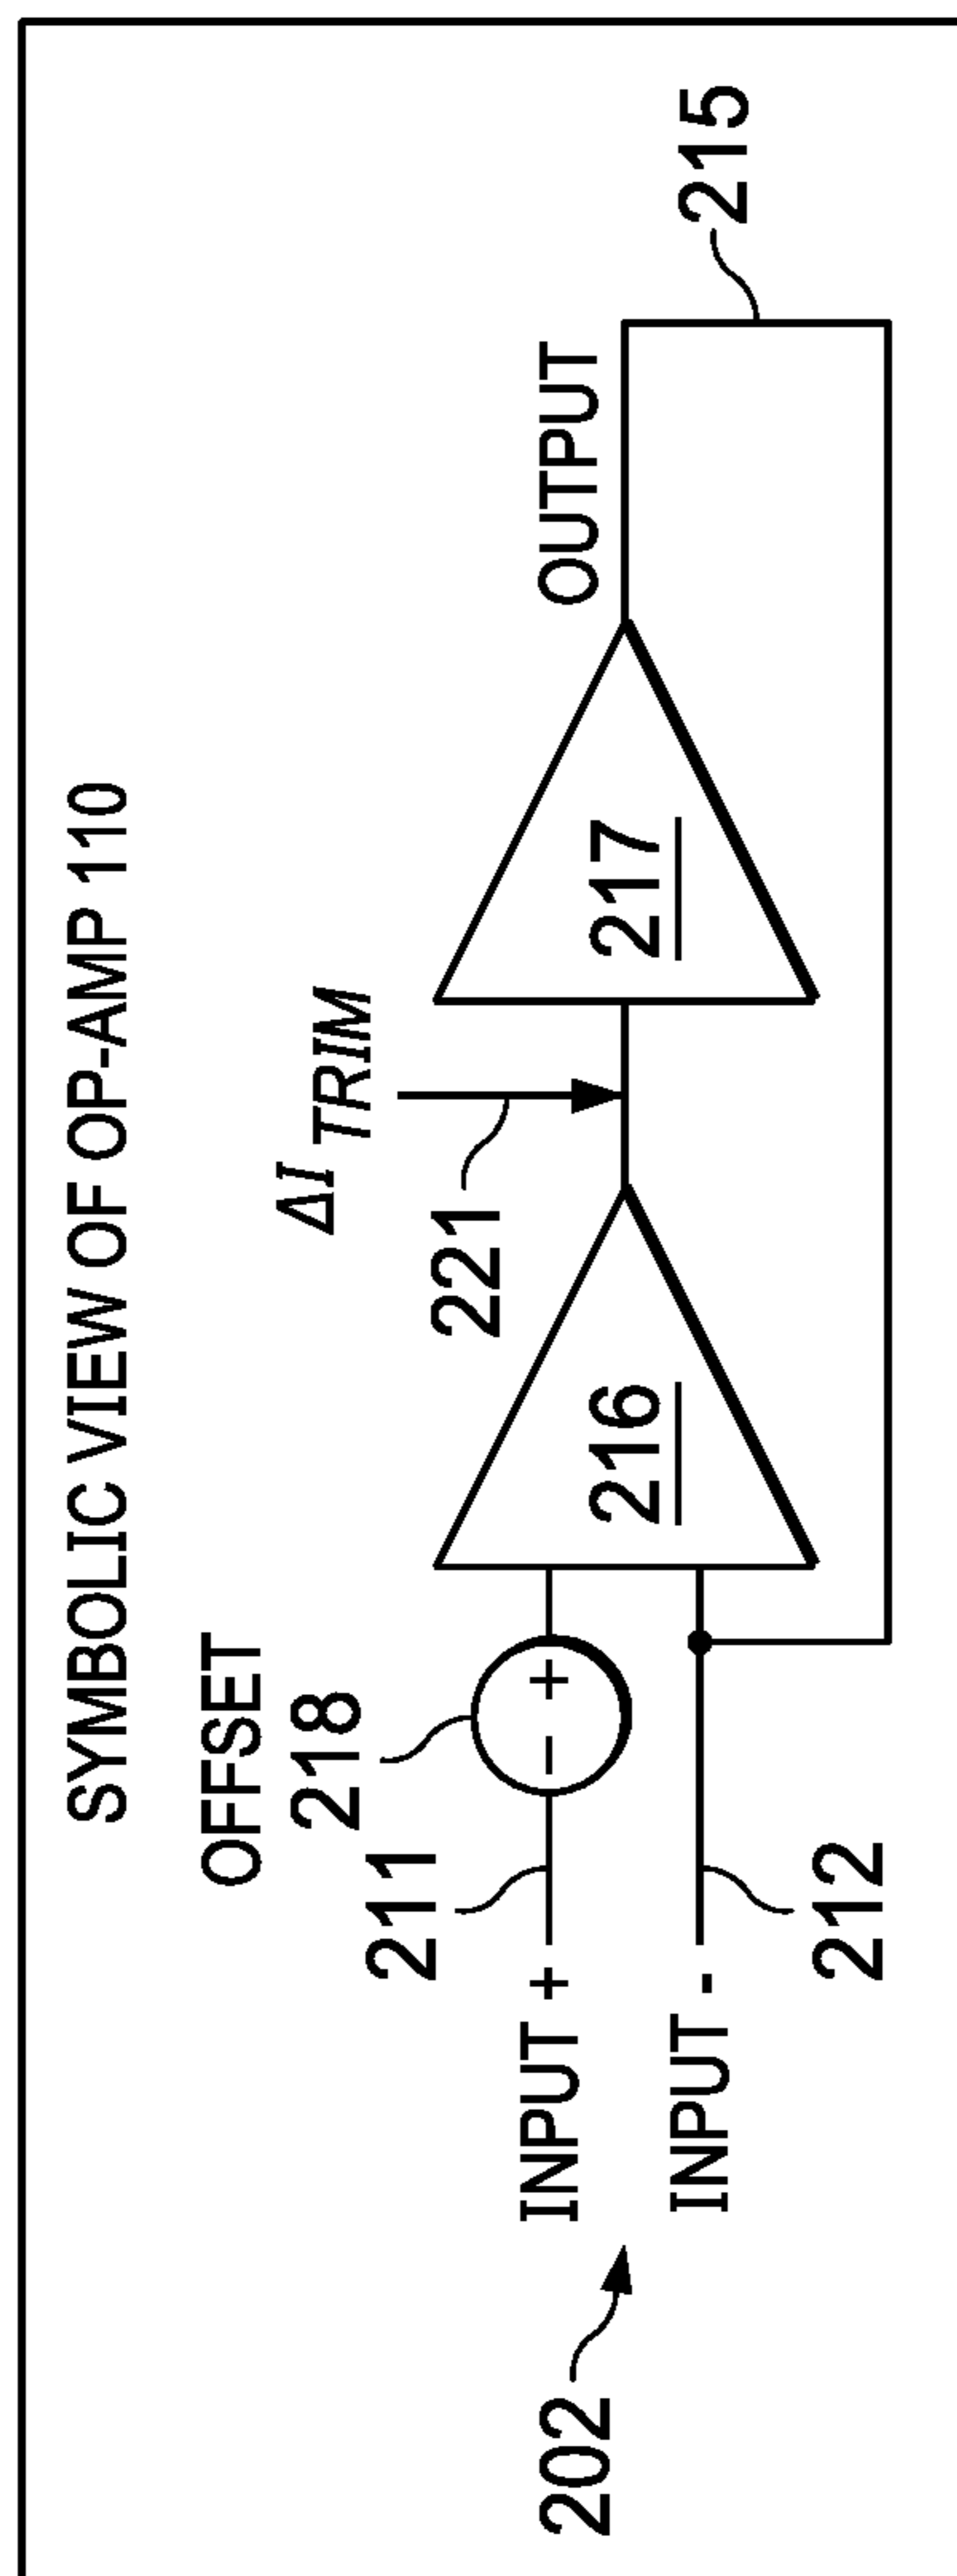 SYMBOLIC VIEW OF OP-AMP 110
OFFSET
218
ΔI TRIM
221
211
OUTPUT
215
INPUT +
- +
216
217
INPUT -
212
202